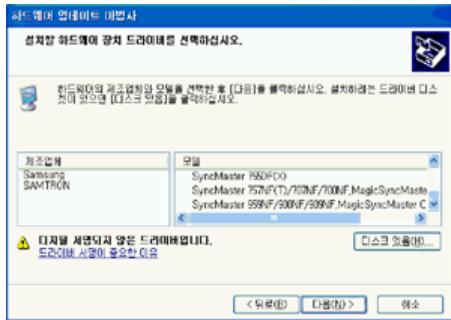 하드웨어 업데이트 마법사
설치할 하드웨어 장치 드라이버를 선택하십시오.
하드웨어의 제조업체와 모델을 선택한 후 [다음]을 클릭하십시오. 설치하려는 드라이버 디스
켓이 있으면 [디스크 있음]을 클릭하십시오.
제조업체
Samsung
SAMTRON
모델
SyncMaster 755DFX
SyncMaster 757NF(T)/707NF/700NF,MagicSyncMaste
SyncMaster 959NF/900NF/909NF,MagicSyncMaster C
디지털 서명되지 않은 드라이버입니다.
드라이버 서명이 중요한 이유
디스크 있음(H)...
< 뒤로(B)
다음(N) >
취소